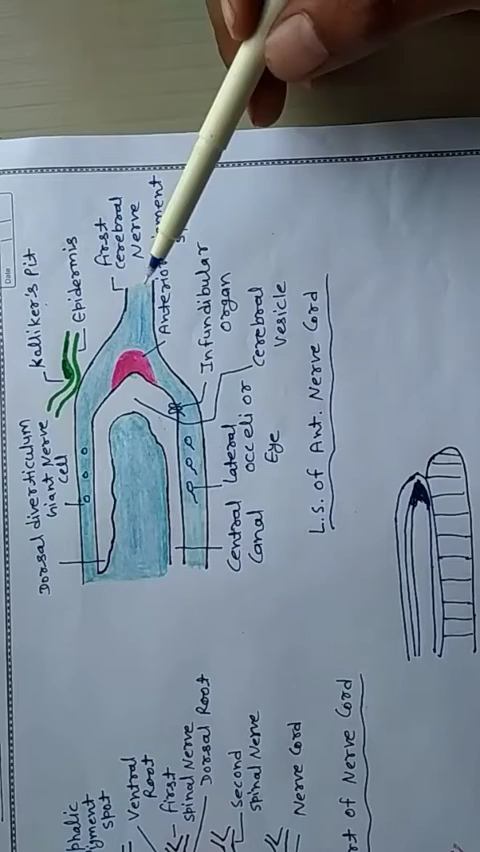 Date
Kalliker's Pit
Epidermis
first
cerebral
Nerve
Anterior
Dorsal diverticulum
Giant Nerve
cell
Infundibular
organ
Cerebral
vesicle
Lateral
occeli or
Eye
Central
Canal
L.S. of Ant. Nerve Cord
Ventral
Root
first
spinal Nerve
Dorsal Root
Second
spinal Nerve
Nerve Cord
spot
of Nerve Cord